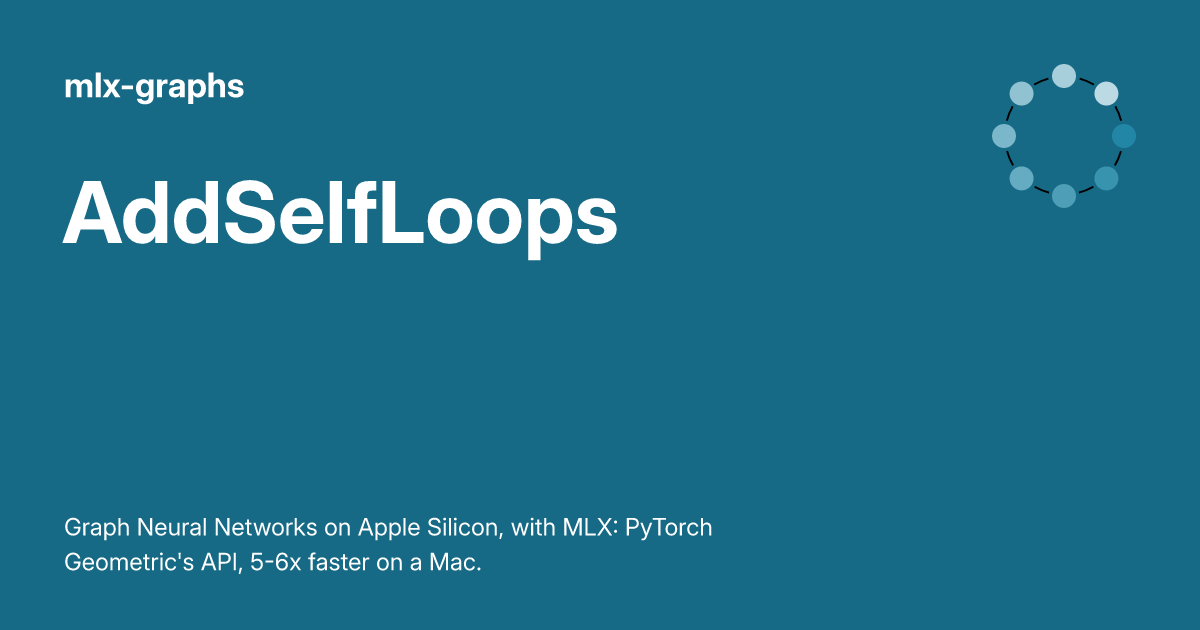 mlx-graphs
AddSelfLoops
Graph Neural Networks on Apple Silicon, with MLX: PyTorch
Geometric's API, 5-6x faster on a Mac.